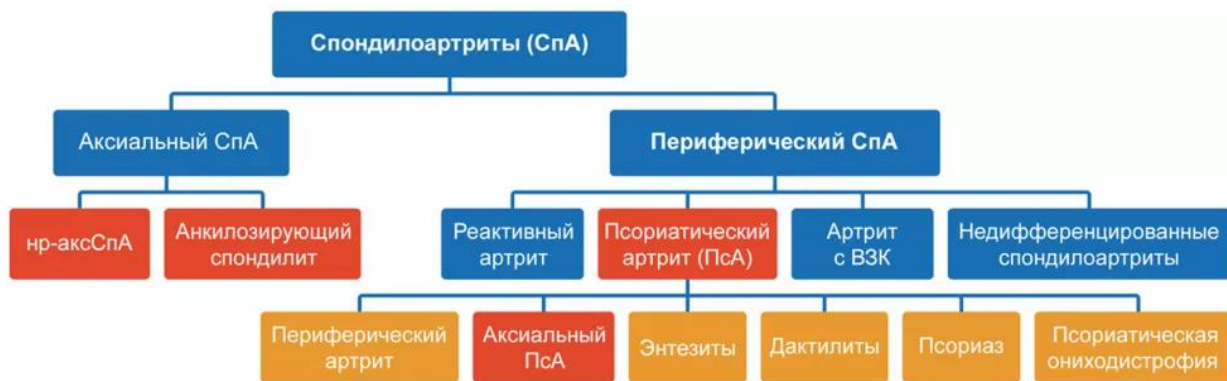 Спондилоартриты (СпА)
Аксиальный СпА
Периферический СпА
нр-аксСпА
Анкилозирующий
спондилит
Реактивный
артрит
Псориатический
артрит (ПсА)
Артрит
с ВЗК
Недифференцированные
спондилоартриты
Периферический
артрит
Аксиальный
ПсА
Энтезиты
Дактилиты
Псориаз
Псориатическая
ониходистрофия